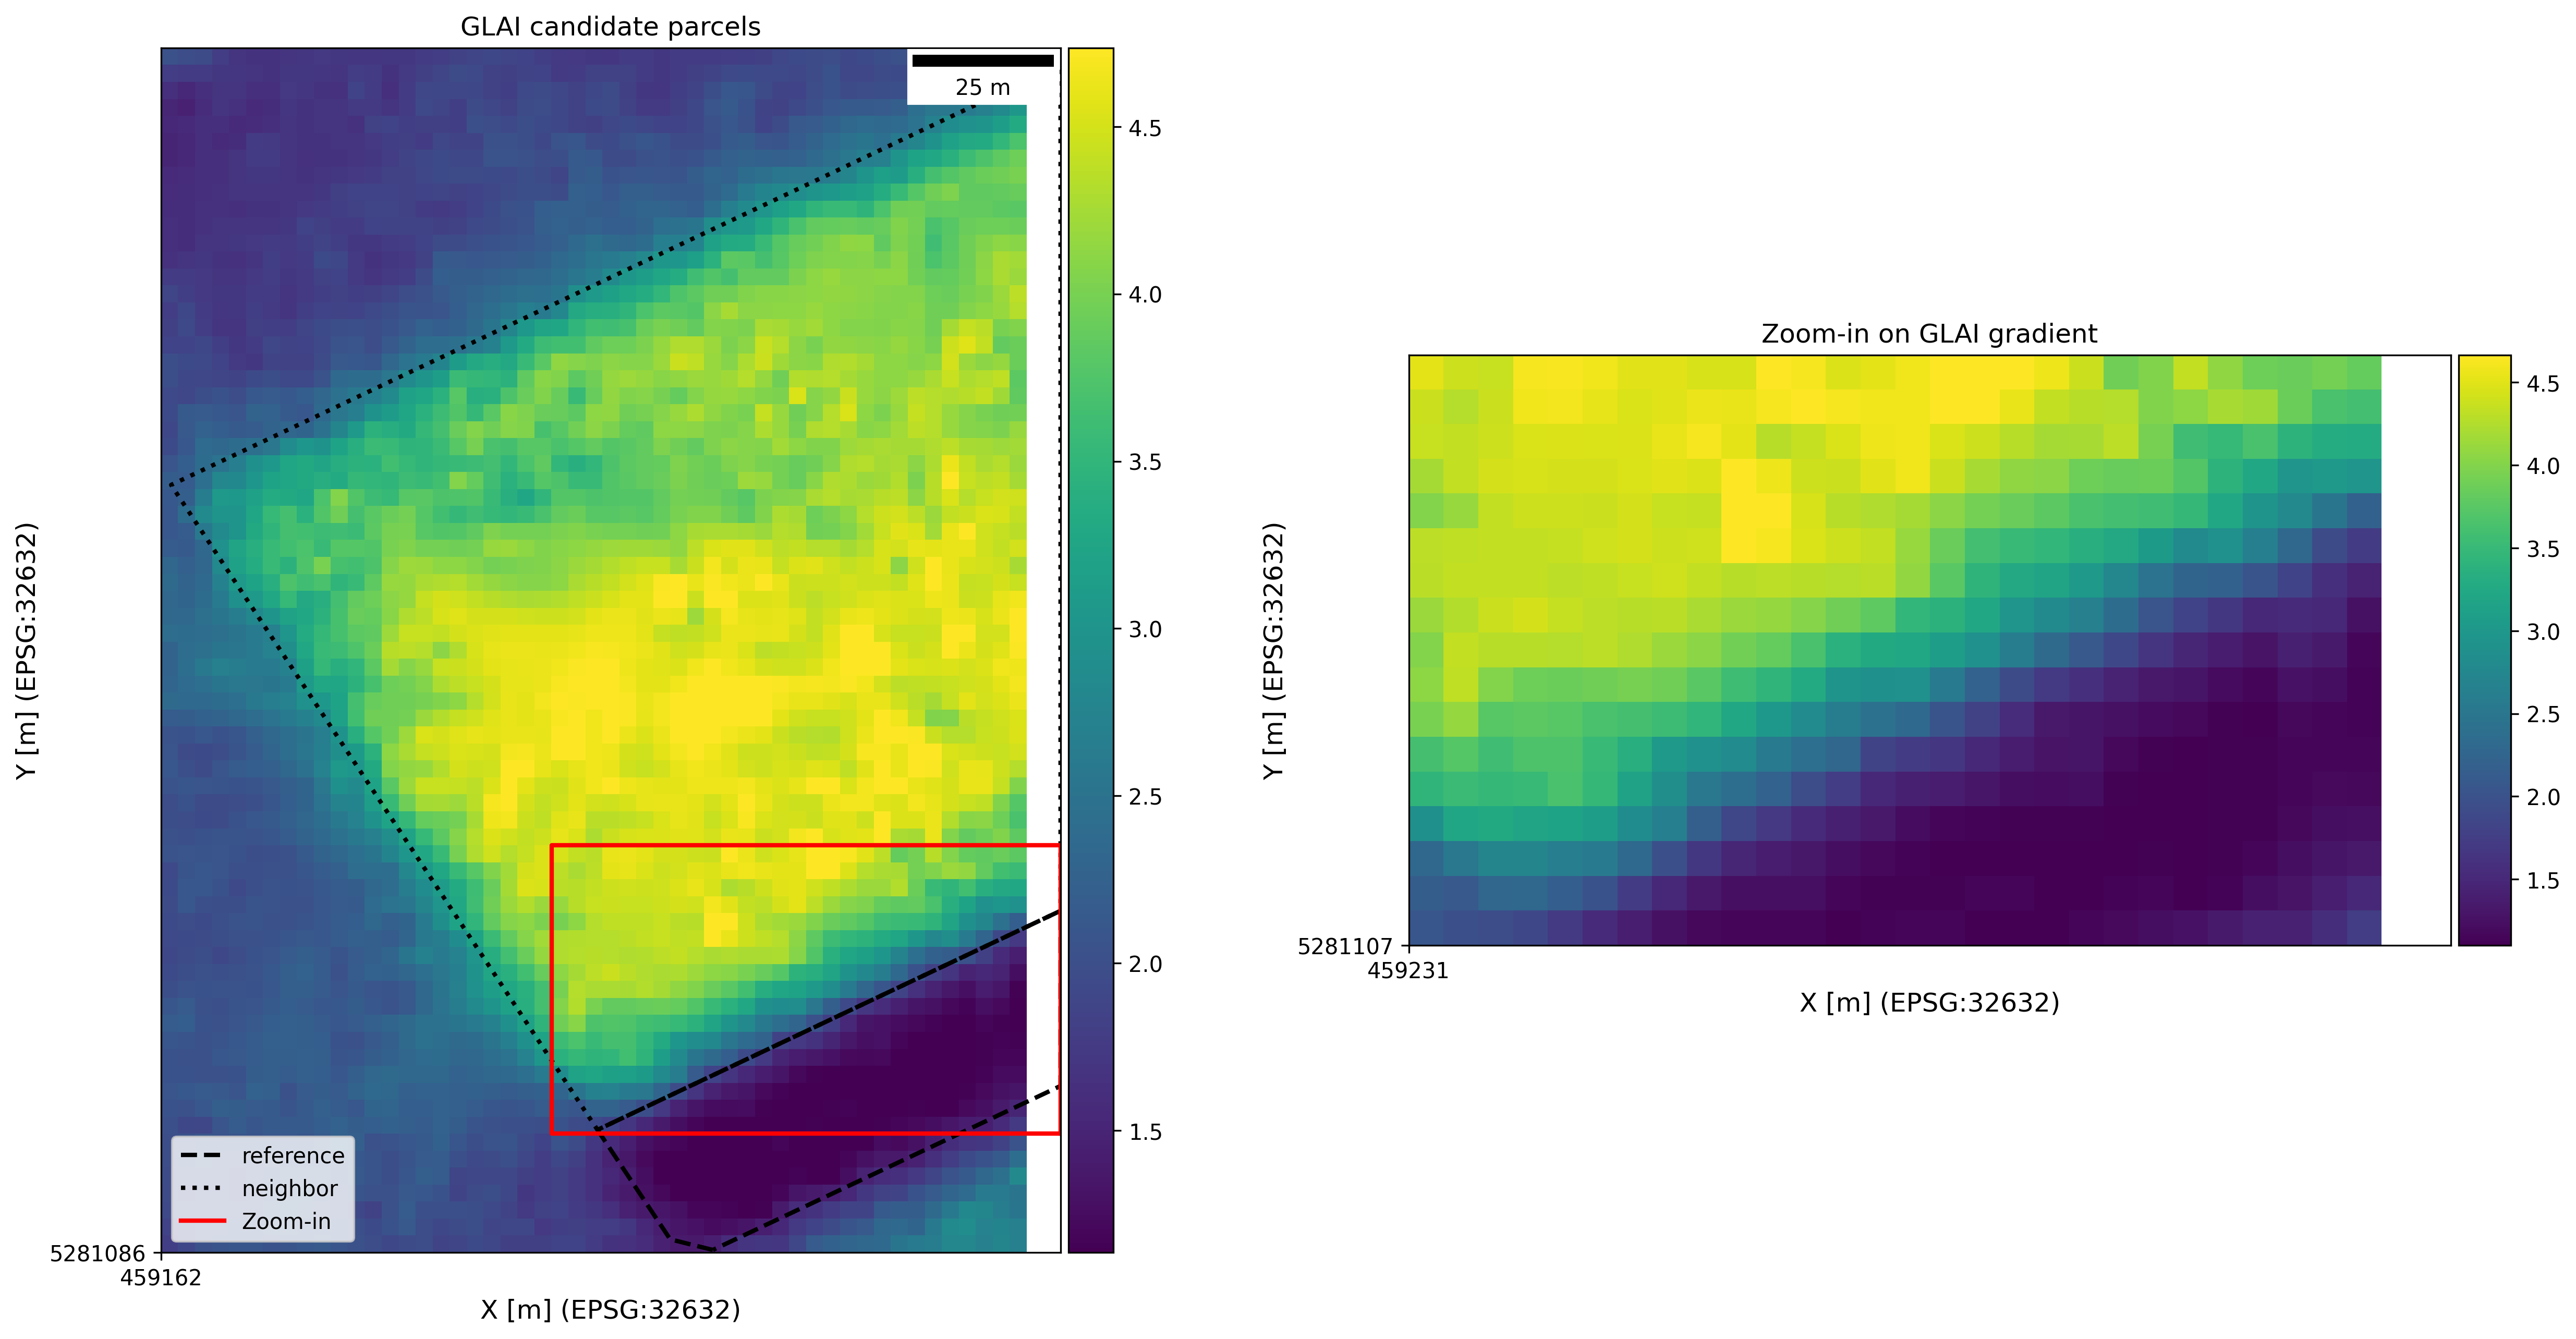 GLAI candidate parcels
25 m
4.5
4.0
3.5
3.0
2.5
2.0
1.5
Y [m] (EPSG:32632)
reference
neighbor
Zoom-in
5281086
459162
X [m] (EPSG:32632)
Zoom-in on GLAI gradient
4.5
4.0
3.5
3.0
2.5
2.0
1.5
Y [m] (EPSG:32632)
5281107
459231
X [m] (EPSG:32632)